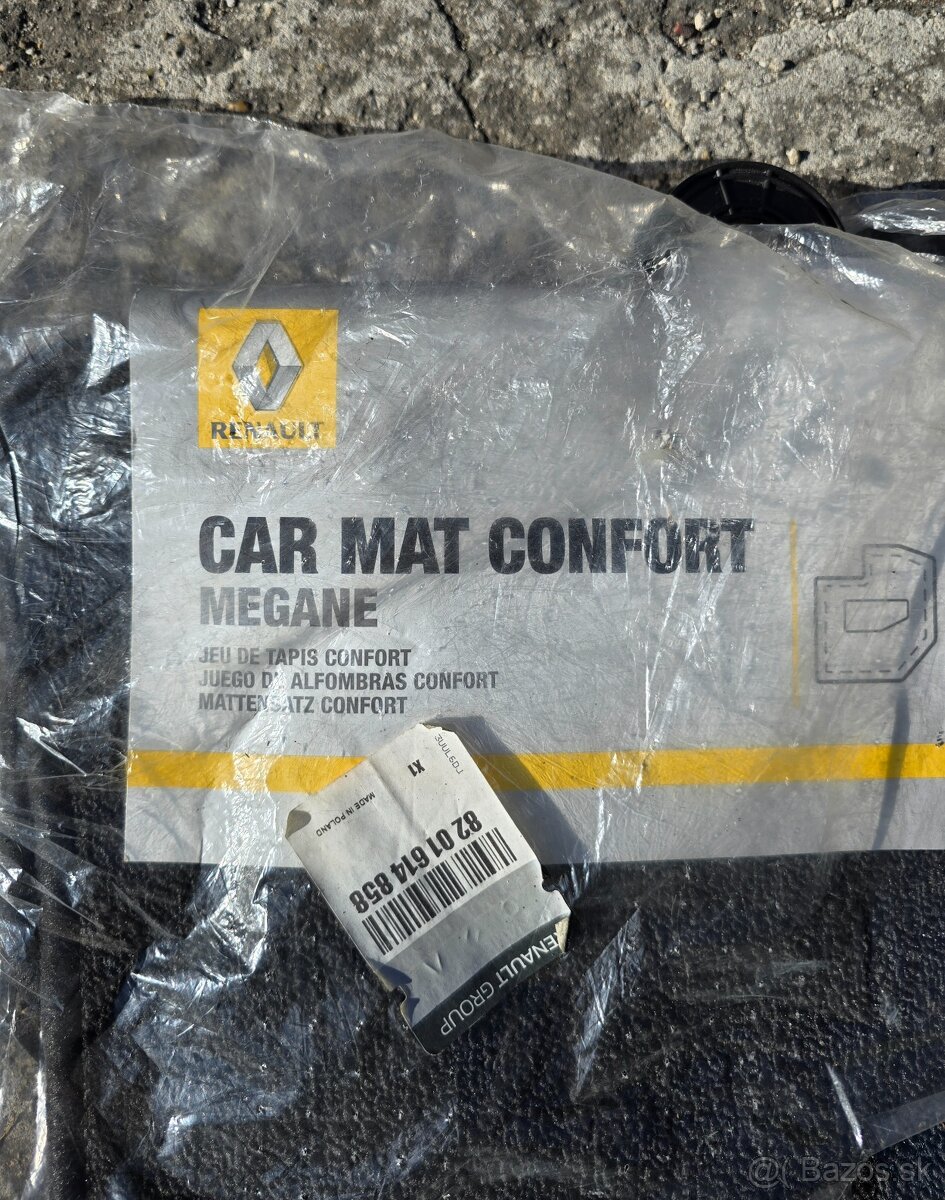 RENAULT
CAR MAT CONFORT
MEGANE
JEU DE TAPIS CONFORT
JUEGO DE ALFOMBRAS CONFORT
MATTENSATZ CONFORT
X1
MADE IN POLAND
82 01 614 858
RENAULT GROUP
Bazos.sk